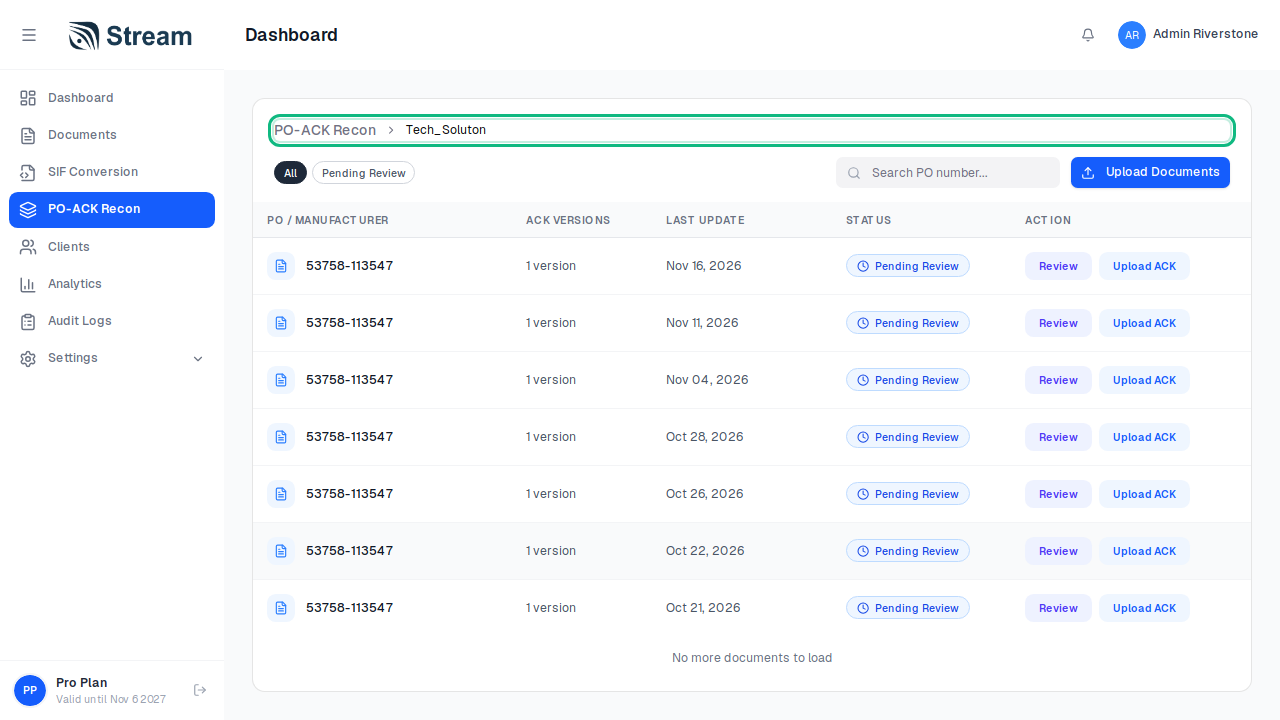 Stream
Dashboard
AR
Admin Riverstone
Dashboard
Documents
SIF Conversion
PO-ACK Recon
Clients
Analytics
Audit Logs
Settings
PO-ACK Recon > Tech_Soluton
All
Pending Review
Search PO number...
Upload Documents
PO / MANUFACTURER ACK VERSIONS LAST UPDATE STATUS ACTION
53758-113547 1 version Nov 16, 2026 Pending Review Review Upload ACK
53758-113547 1 version Nov 11, 2026 Pending Review Review Upload ACK
53758-113547 1 version Nov 04, 2026 Pending Review Review Upload ACK
53758-113547 1 version Oct 28, 2026 Pending Review Review Upload ACK
53758-113547 1 version Oct 26, 2026 Pending Review Review Upload ACK
53758-113547 1 version Oct 22, 2026 Pending Review Review Upload ACK
53758-113547 1 version Oct 21, 2026 Pending Review Review Upload ACK
No more documents to load
PP
Pro Plan
Valid until Nov 6 2027